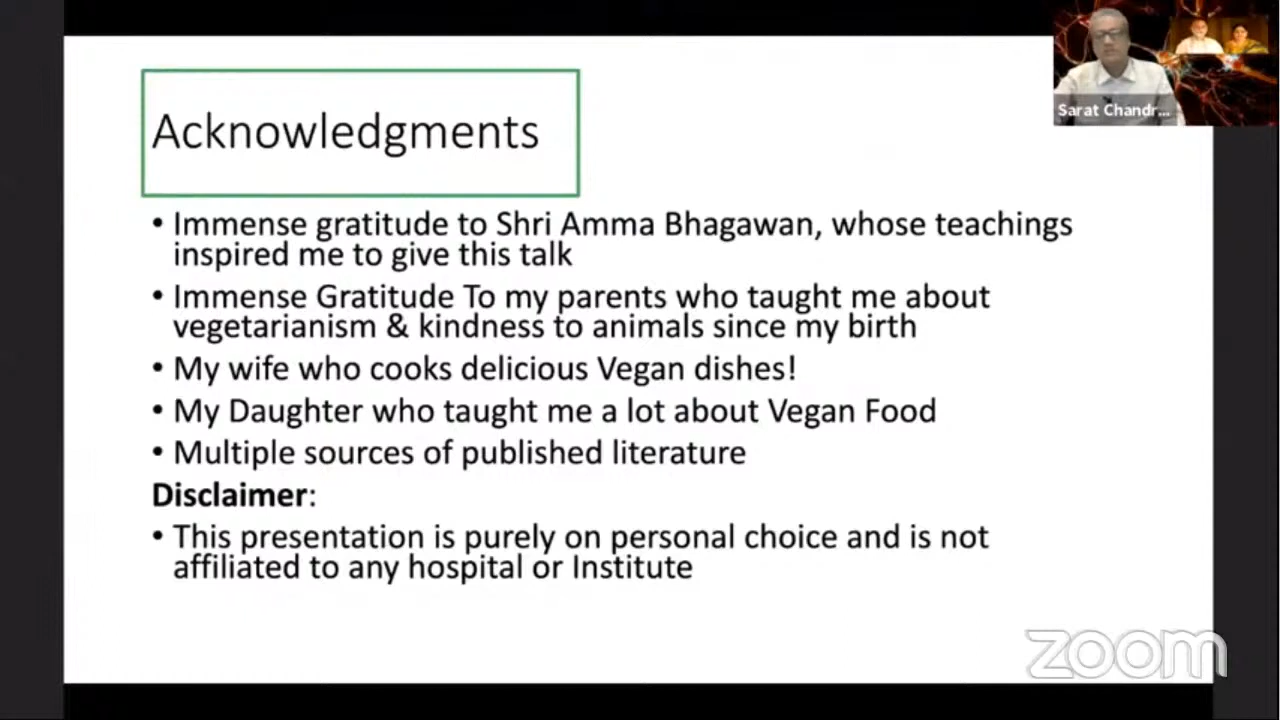 Sarat Chandr...
Acknowledgments
• Immense gratitude to Shri Amma Bhagawan, whose teachings
inspired me to give this talk
• Immense Gratitude To my parents who taught me about
vegetarianism & kindness to animals since my birth
• My wife who cooks delicious Vegan dishes!
• My Daughter who taught me a lot about Vegan Food
• Multiple sources of published literature
Disclaimer:
• This presentation is purely on personal choice and is not
affiliated to any hospital or Institute
zoom